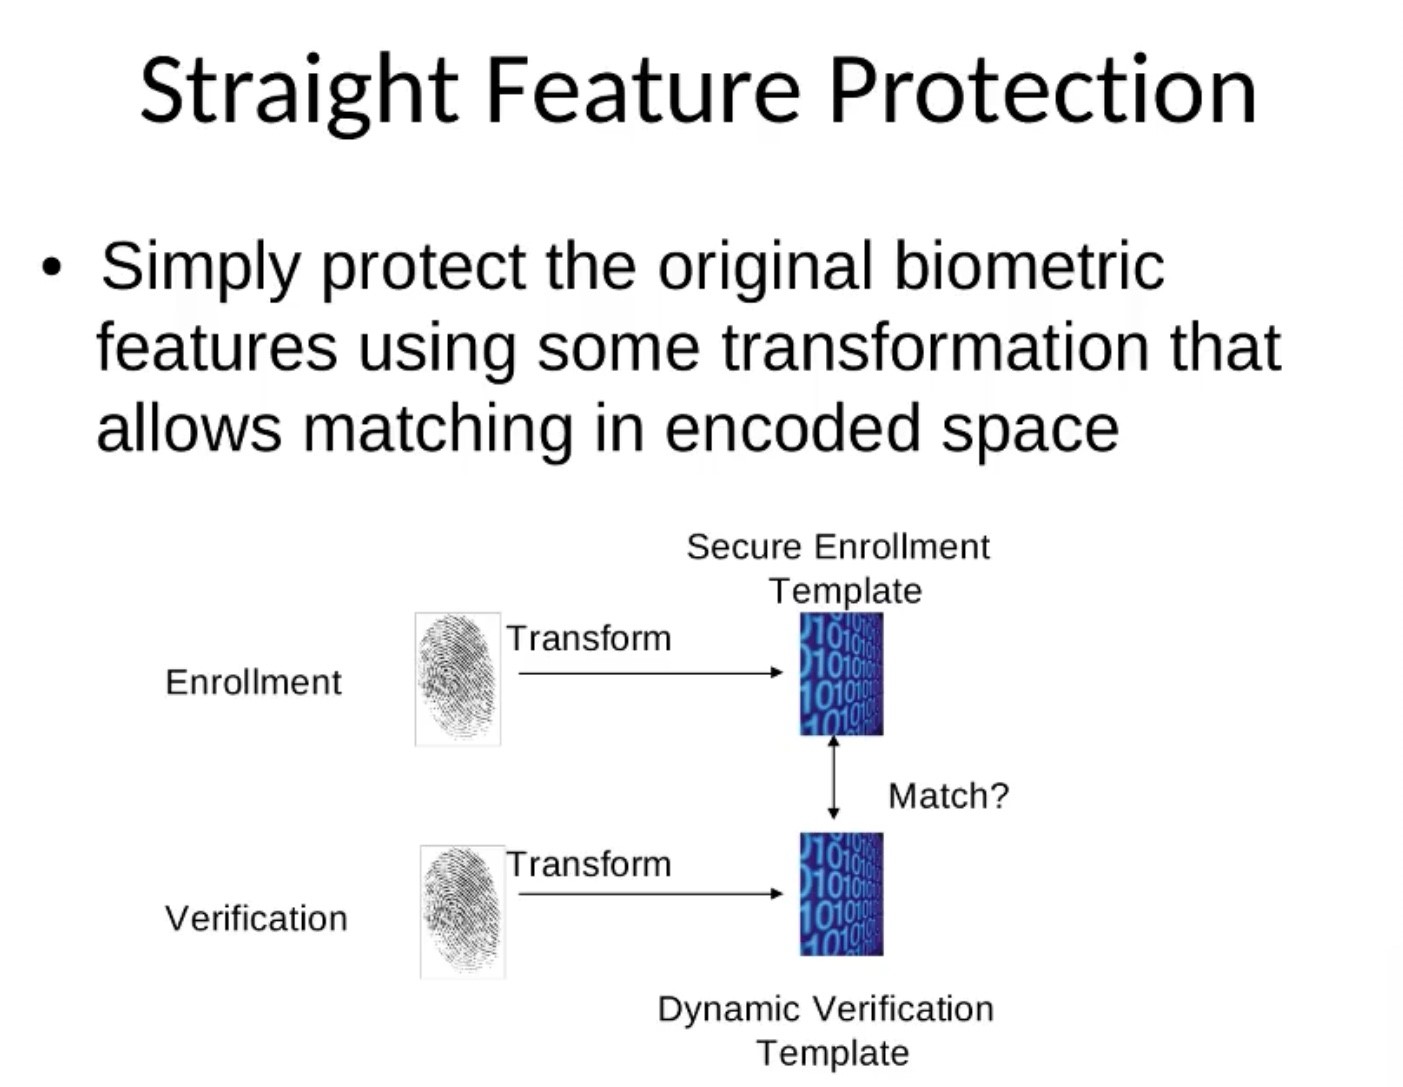 Straight Feature Protection
• Simply protect the original biometric
features using some transformation that
allows matching in encoded space
Secure Enrollment
Template
Transform
Enrollment
Match?
Transform
Verification
Dynamic Verification
Template